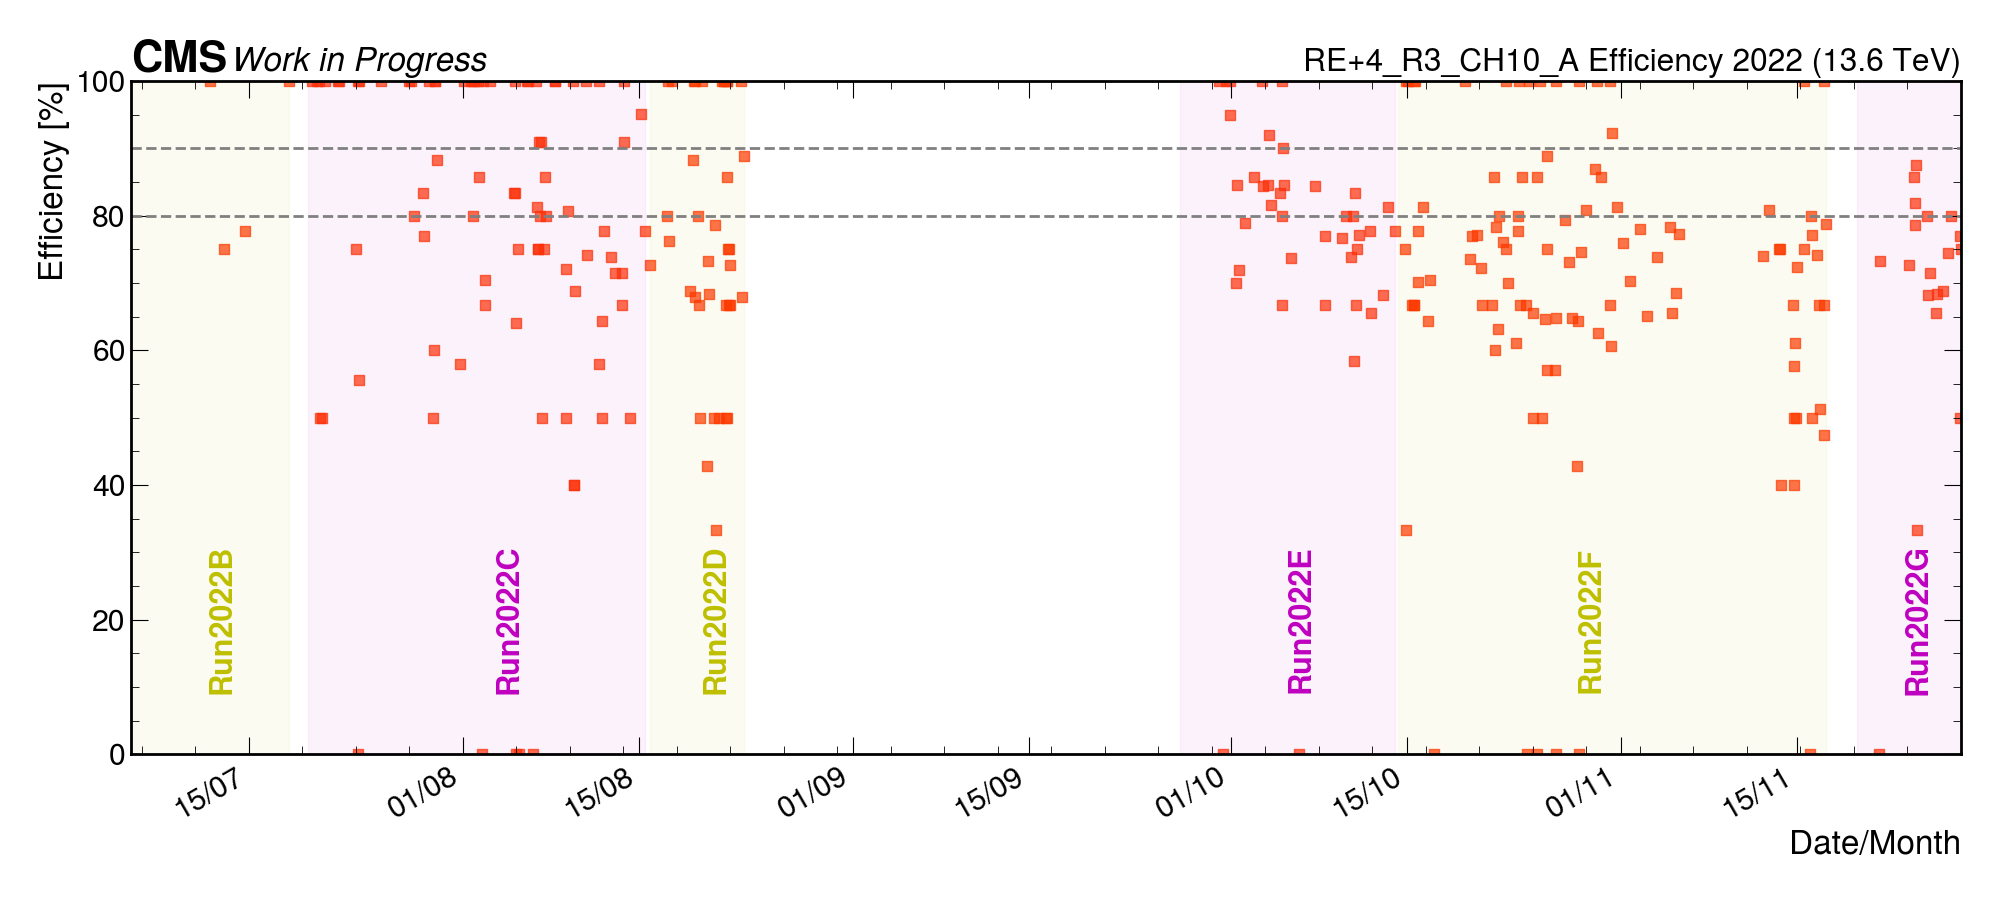 CMS Work in Progress
RE+4_R3_CH10_A Efficiency 2022 (13.6 TeV)
Efficiency [%]
100
80
60
40
20
0
Run2022B
Run2022C
Run2022D
Run2022E
Run2022F
Run2022G
15/07
01/08
15/08
01/09
15/09
01/10
15/10
01/11
15/11
Date/Month